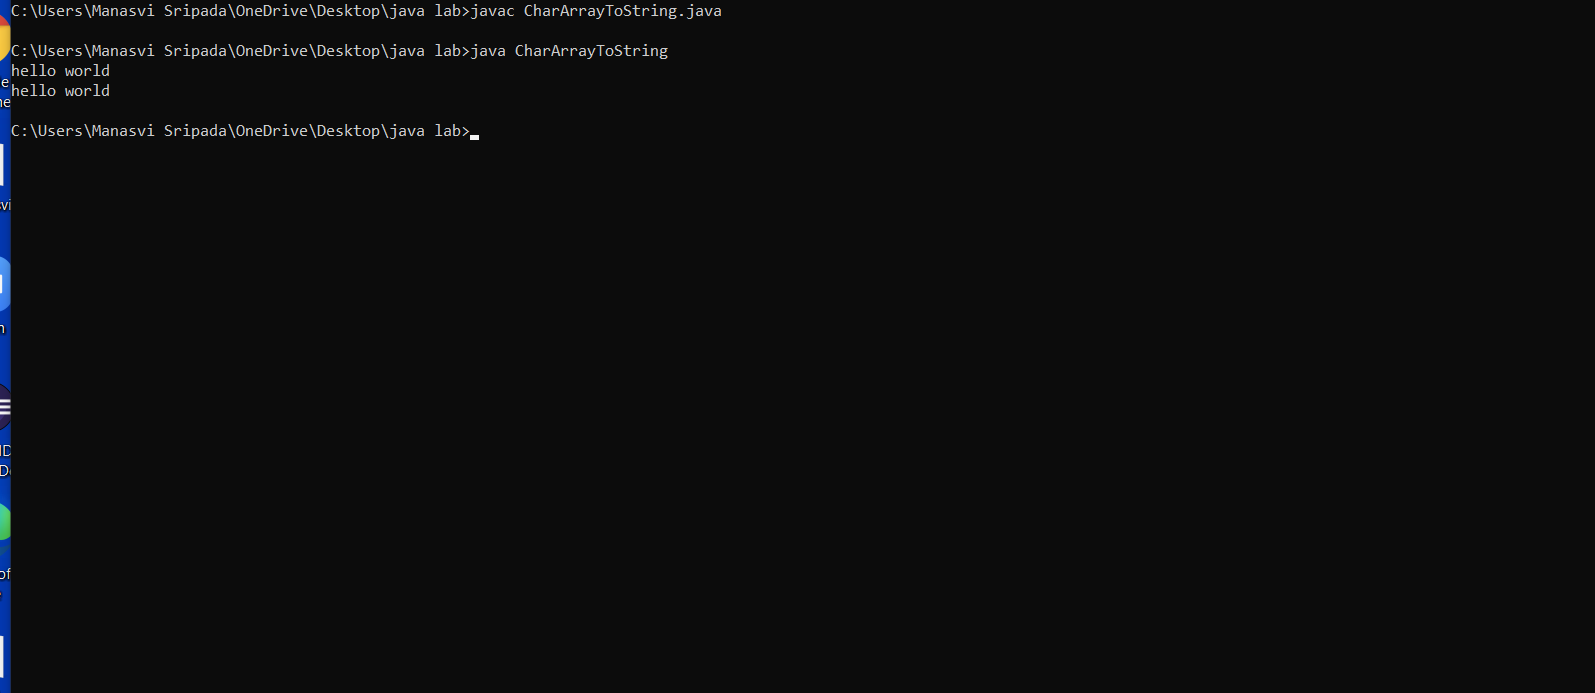 C:\Users\Manasvi Sripada\OneDrive\Desktop\java lab>javac CharArrayToString.java
C:\Users\Manasvi Sripada\OneDrive\Desktop\java lab>java CharArrayToString
hello world
hello world
C:\Users\Manasvi Sripada\OneDrive\Desktop\java lab>